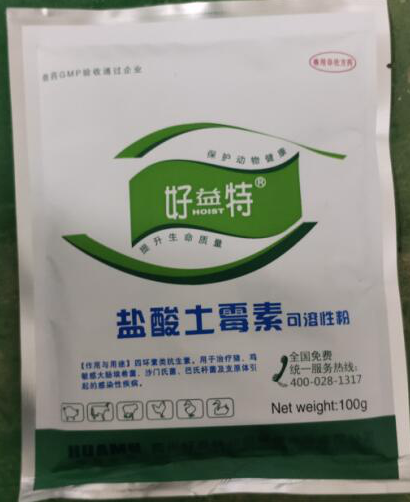 兽药GMP验收通过企业
兽用非处方药
保护动物健康
好益特®
HOIST
提升生命质量
盐酸土霉素可溶性粉
【作用与用途】四环素类抗生素。用于治疗猪、鸡
敏感大肠埃希菌、沙门氏菌、巴氏杆菌及支原体引
起的感染性疾病。
全国免费
统一服务热线:
400-028-1317
Net weight:100g